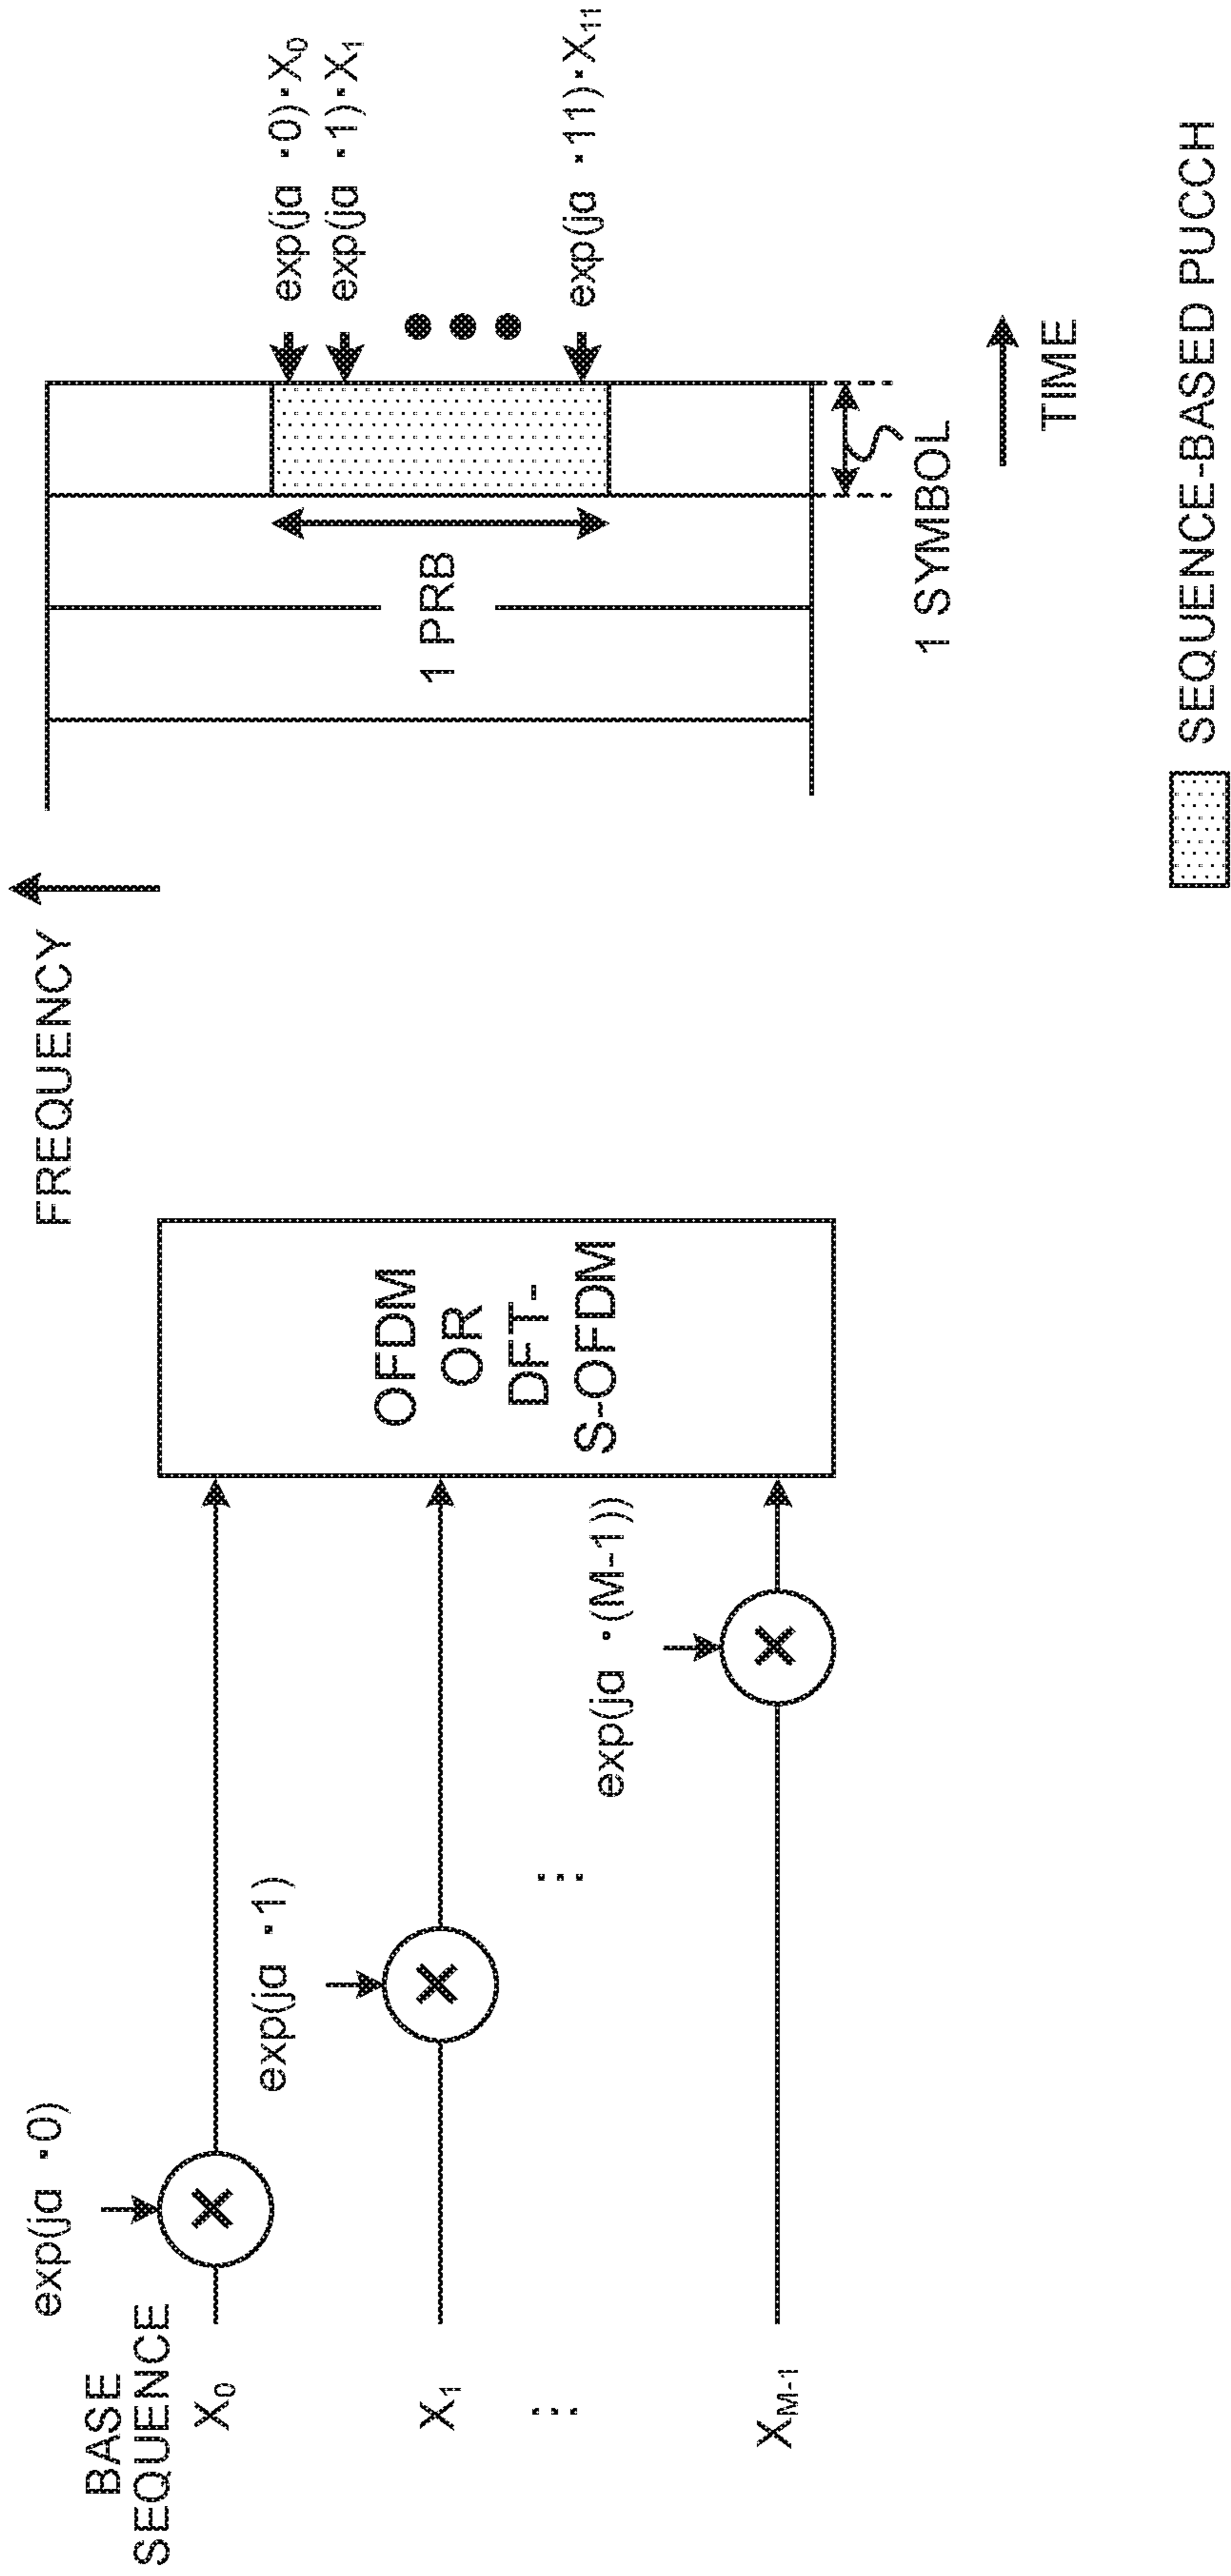 exp(jα ·0)
BASE
SEQUENCE
X0
exp(jα ·1)
X1
⋮
⋮
exp(jα ·(M-1))
XM-1
OFDM
OR
DFT-
S-OFDM
FREQUENCY
exp(jα ·0)·X0
exp(jα ·1)·X1
exp(jα ·11)·X11
1 PRB
1 SYMBOL
TIME
SEQUENCE-BASED PUCCH